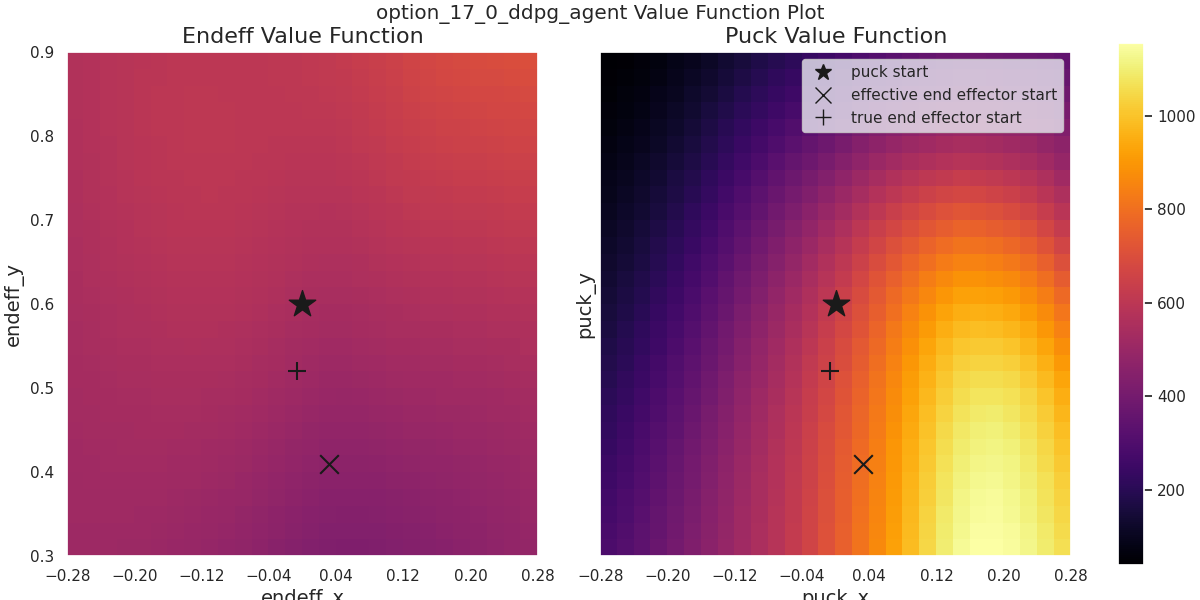 option_17_0_ddpg_agent Value Function Plot
Endeff Value Function
Puck Value Function
0.9
0.8
0.7
0.6
0.5
0.4
0.3
endeff_y
−0.28 −0.20 −0.12 −0.04 0.04 0.12 0.20 0.28
endeff_x
puck start
effective end effector start
true end effector start
puck_y
−0.28 −0.20 −0.12 −0.04 0.04 0.12 0.20 0.28
puck_x
1000
800
600
400
200